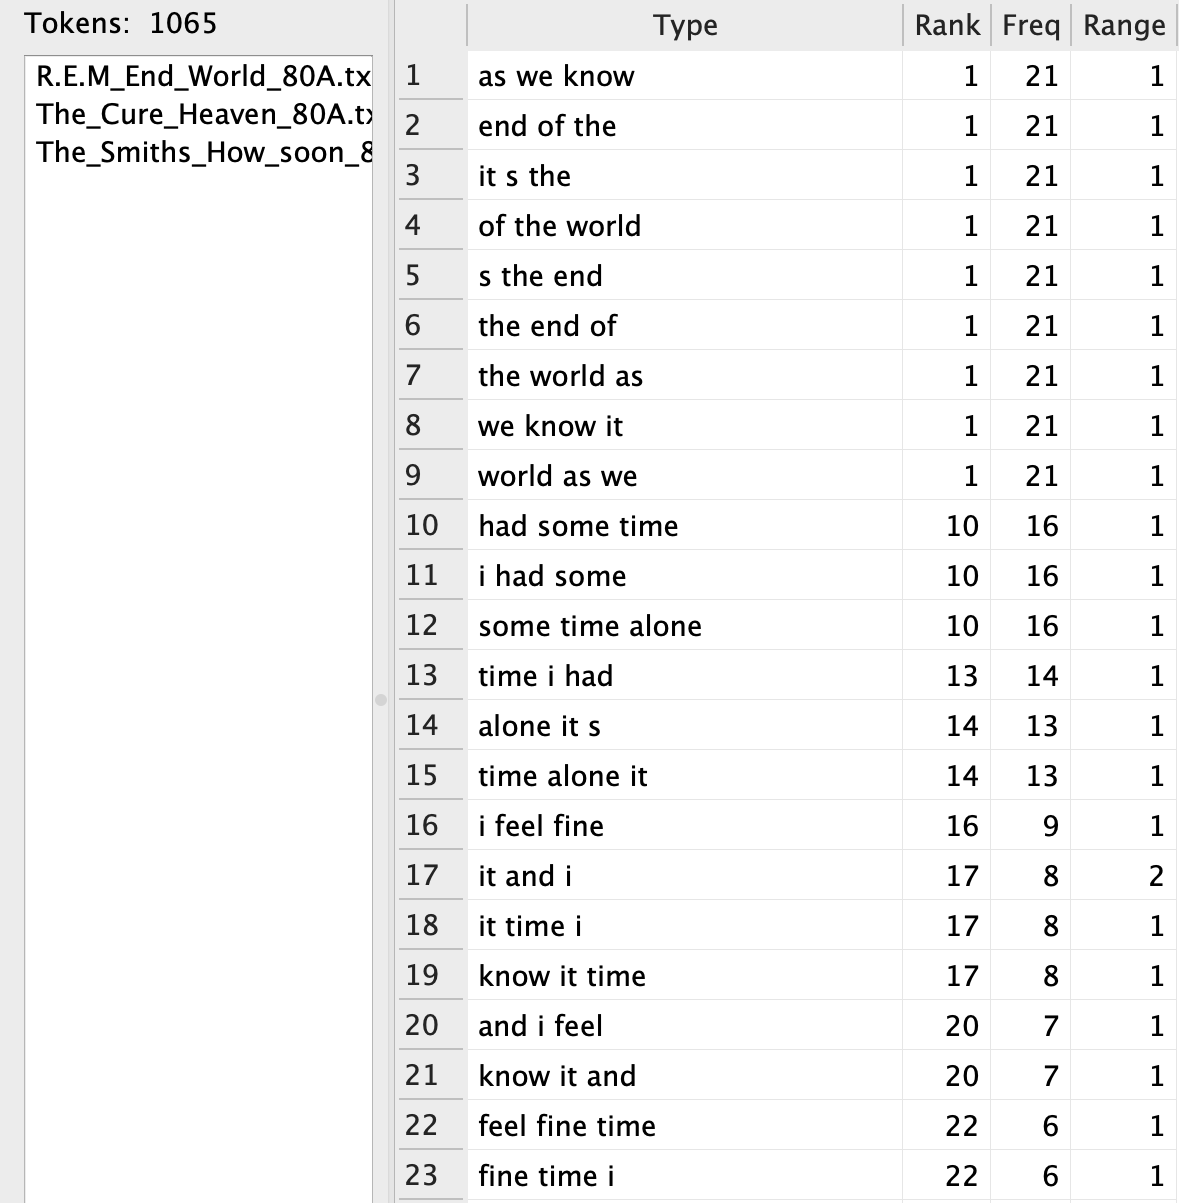 Tokens: 1065
R.E.M_End_World_80A.tx
The_Cure_Heaven_80A.tx
The_Smiths_How_soon_8
Type Rank Freq Range
1 as we know 1 21 1
2 end of the 1 21 1
3 it s the 1 21 1
4 of the world 1 21 1
5 s the end 1 21 1
6 the end of 1 21 1
7 the world as 1 21 1
8 we know it 1 21 1
9 world as we 1 21 1
10 had some time 10 16 1
11 i had some 10 16 1
12 some time alone 10 16 1
13 time i had 13 14 1
14 alone it s 14 13 1
15 time alone it 14 13 1
16 i feel fine 16 9 1
17 it and i 17 8 2
18 it time i 17 8 1
19 know it time 17 8 1
20 and i feel 20 7 1
21 know it and 20 7 1
22 feel fine time 22 6 1
23 fine time i 22 6 1